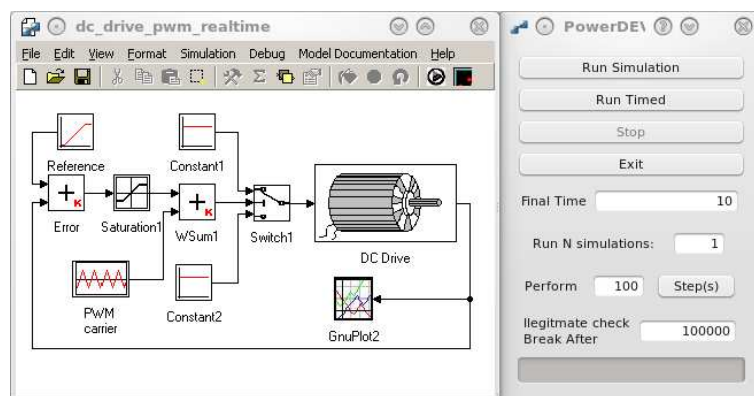 dc_drive_pwm_realtime
File Edit View Format Simulation Debug Model Documentation Help
Reference
Constant1
Error
Saturation1
WSum1
Switch1
DC Drive
PWM
carrier
Constant2
GnuPlot2
PowerDE
Run Simulation
Run Timed
Stop
Exit
Final Time 10
Run N simulations: 1
Perform 100 Step(s)
Ilegitmate check
Break After 100000